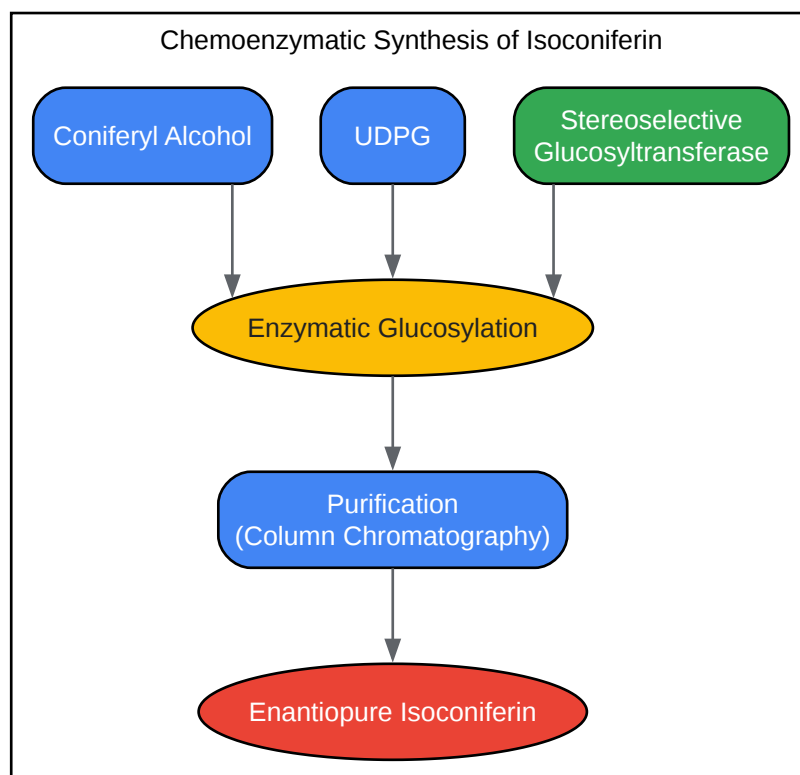 Chemoenzymatic Synthesis of Isoconiferin
Coniferyl Alcohol
UDPG
Stereoselective
Glucosyltransferase
Enzymatic Glucosylation
Purification
(Column Chromatography)
Enantiopure Isoconiferin